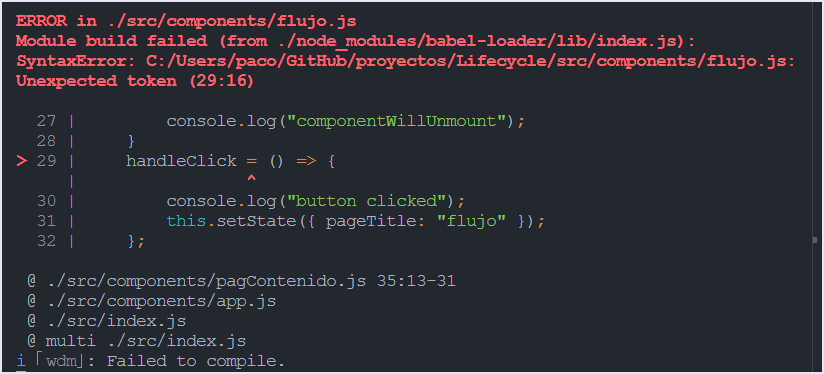 ERROR in ./src/components/flujo.js
Module build failed (from ./node_modules/babel-loader/lib/index.js):
SyntaxError: C:/Users/paco/GitHub/proyectos/Lifecycle/src/components/flujo.js:
Unexpected token (29:16)
27 |         console.log("componentWillUnmount");
28 |     }
> 29 |     handleClick = () => {
|                 ^
30 |         console.log("button clicked");
31 |         this.setState({ pageTitle: "flujo" });
32 |     };
@ ./src/components/pagContenido.js 35:13-31
@ ./src/components/app.js
@ ./src/index.js
@ multi ./src/index.js
i ｢wdm｣: Failed to compile.